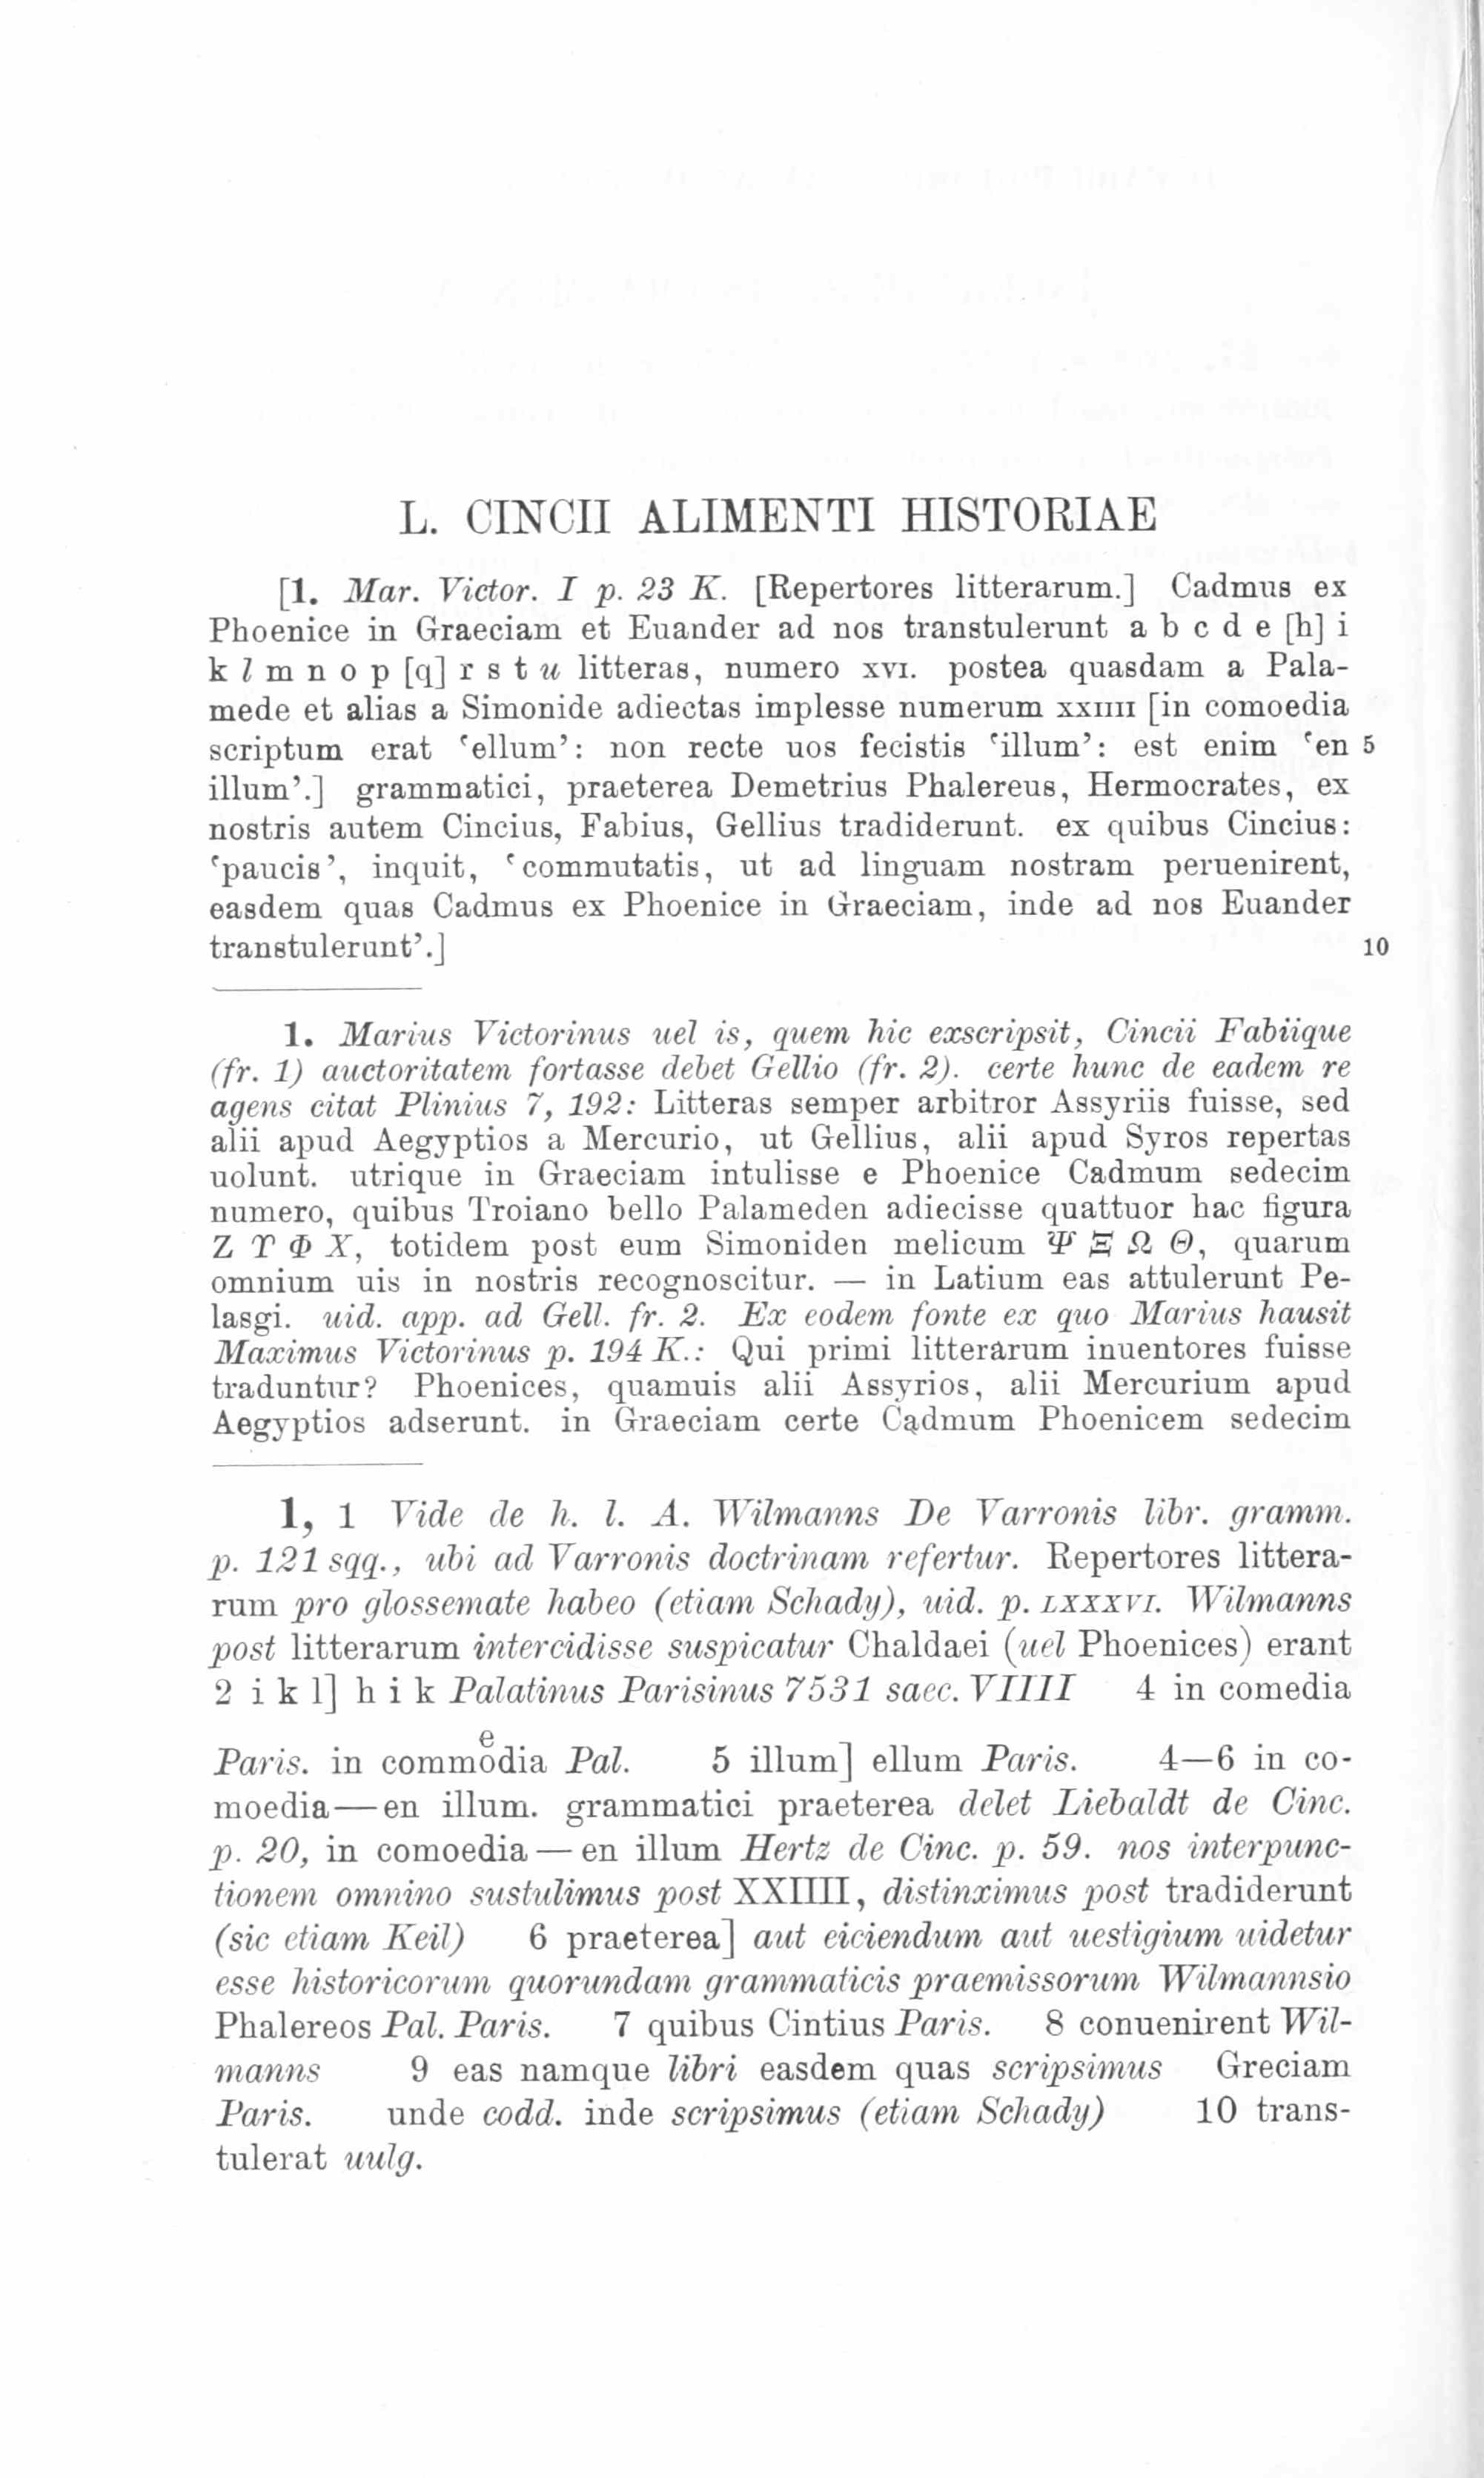 L. CINCII ALIMENTI HISTORIAE
[1. Mar. Victor. I p. 23 K. [Repertores litterarum.] Cadmus ex
Phoenice in Graeciam et Euander ad nos transtulerunt a b c d e [h] i
k l m n o p [q] r s t u litteras, numero XVI. postea quasdam a Pala-
mede et alias a Simonide adiectas implesse numerum XXIIII [in comoedia
scriptum erat ‘ellum’: non recte uos fecistis ‘illum’: est enim ‘en 5
illum’.] grammatici, praeterea Demetrius Phalereus, Hermocrates, ex
nostris autem Cincius, Fabius, Gellius tradiderunt. ex quibus Cincius:
‘paucis’, inquit, ‘commutatis, ut ad linguam nostram peruenirent,
easdem quas Cadmus ex Phoenice in Graeciam, inde ad nos Euander
transtulerunt’.] 10
1. Marius Victorinus uel is, quem hic exscripsit, Cincii Fabiique
(fr. 1) auctoritatem fortasse debet Gellio (fr. 2). certe hunc de eadem re
agens citat Plinius 7, 192: Litteras semper arbitror Assyriis fuisse, sed
alii apud Aegyptios a Mercurio, ut Gellius, alii apud Syros repertas
uolunt. utrique in Graeciam intulisse e Phoenice Cadmum sedecim
numero, quibus Troiano bello Palameden adiecisse quattuor hac figura
Ζ ϒ Φ Χ, totidem post eum Simoniden melicum Ψ Ξ Ω Θ, quarum
omnium uis in nostris recognoscitur. — in Latium eas attulerunt Pe-
lasgi. uid. app. ad Gell. fr. 2. Ex eodem fonte ex quo Marius hausit
Maximus Victorinus p. 194 K.: Qui primi litterarum inuentores fuisse
traduntur? Phoenices, quamuis alii Assyrios, alii Mercurium apud
Aegyptios adserunt. in Graeciam certe Cadmum Phoenicem sedecim
1, 1 Vide de h. l. A. Wilmanns De Varronis libr. gramm.
p. 121 sqq., ubi ad Varronis doctrinam refertur. Repertores littera-
rum pro glossemate habeo (etiam Schady), uid. p. LXXXVI. Wilmanns
post litterarum intercidisse suspicatur Chaldaei (uel Phoenices) erant
2 i k l] h i k Palatinus Parisinus 7531 saec. VIIII 4 in comedia
Paris. in commoͤdia Pal. 5 illum] ellum Paris. 4—6 in co-
moedia—en illum. grammatici praeterea delet Liebaldt de Cinc.
p. 20, in comoedia — en illum Hertz de Cinc. p. 59. nos interpunc-
tionem omnino sustulimus post XXIIII, distinximus post tradiderunt
(sic etiam Keil) 6 praeterea] aut eiciendum aut uestigium uidetur
esse historicorum quorundam grammaticis praemissorum Wilmannsio
Phalereos Pal. Paris. 7 quibus Cintius Paris. 8 conuenirent Wil-
manns 9 eas namque libri easdem quas scripsimus Greciam
Paris. unde codd. inde scripsimus (etiam Schady) 10 trans-
tulerat uulg.